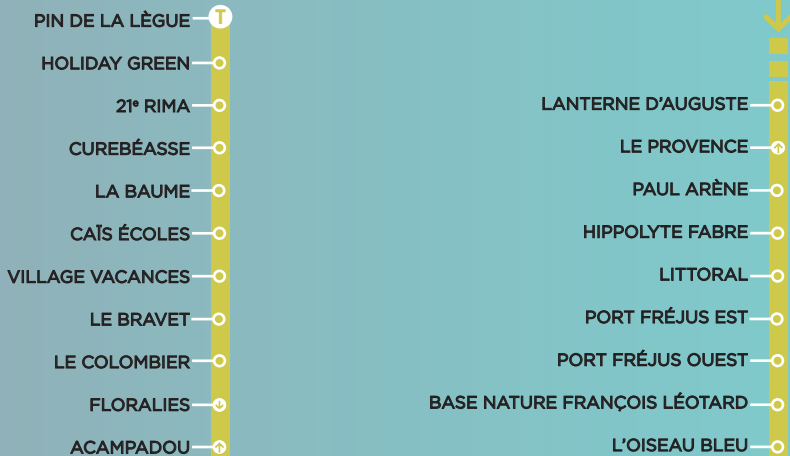 PIN DE LA LÈGUE
T
HOLIDAY GREEN
21e RIMA
CUREBÉASSE
LA BAUME
CAÏS ÉCOLES
VILLAGE VACANCES
LE BRAVET
LE COLOMBIER
FLORALIES
ACAMPADOU
LANTERNE D'AUGUSTE
LE PROVENCE
PAUL ARÈNE
HIPPOLYTE FABRE
LITTORAL
PORT FRÉJUS EST
PORT FRÉJUS OUEST
BASE NATURE FRANÇOIS LÉOTARD
L'OISEAU BLEU